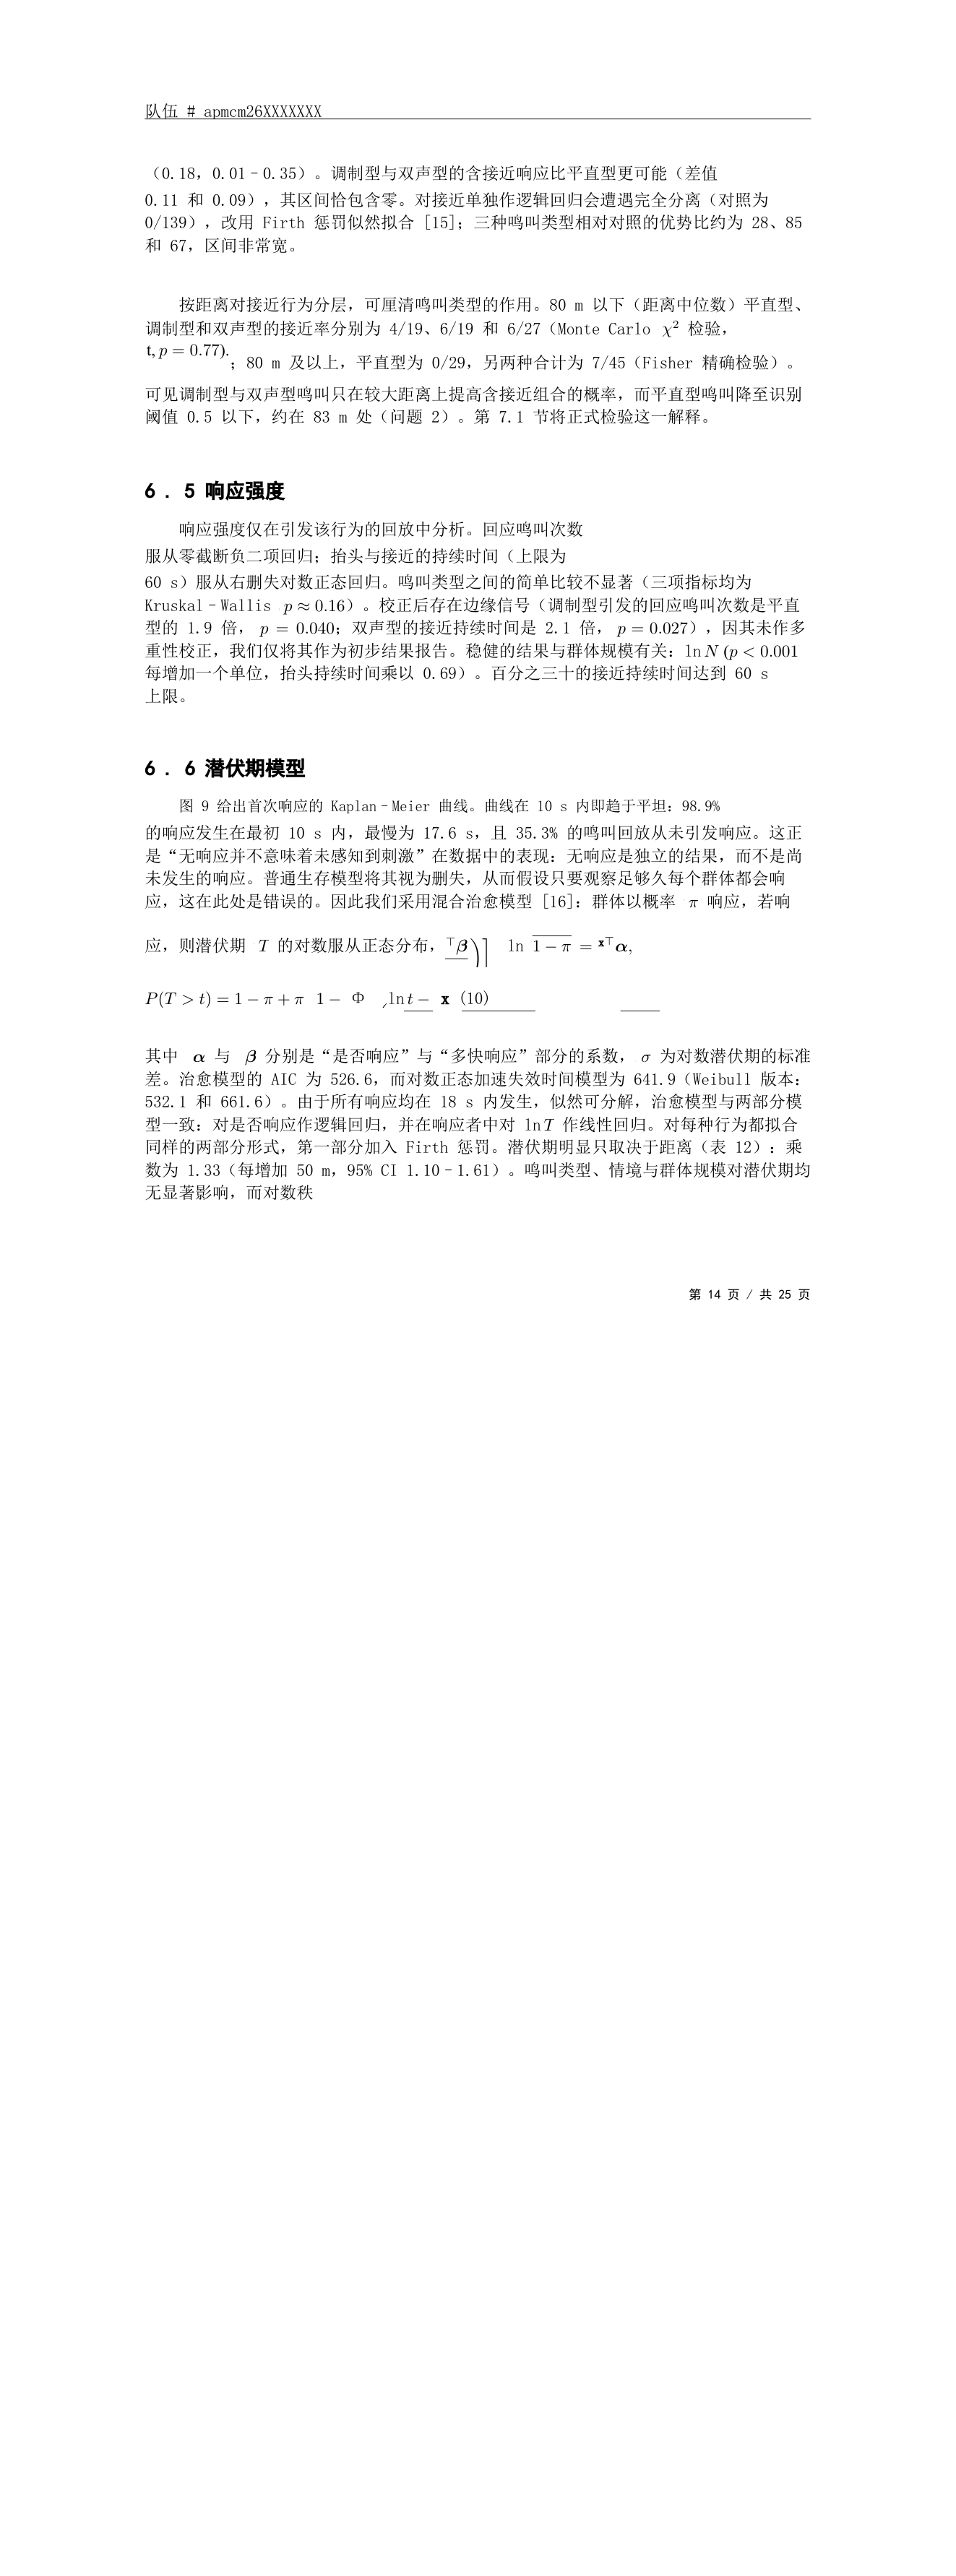 队伍 # apmcm26XXXXXXX
（0.18, 0.01–0.35）。调制型与双声型的含接近响应比平直型更可能（差值
0.11 和 0.09），其区间恰包含零。对接近单独作逻辑回归会遭遇完全分离（对照为
0/139），改用 Firth 惩罚似然拟合 [15]；三种鸣叫类型相对对照的优势比约为 28、85
和 67，区间非常宽。
按距离对接近行为分层，可厘清鸣叫类型的作用。80 m 以下（距离中位数）平直型、
调制型和双声型的接近率分别为 4/19、6/19 和 6/27（Monte Carlo χ² 检验，
t, p = 0.77).；80 m 及以上，平直型为 0/29，另两种合计为 7/45（Fisher 精确检验）。
可见调制型与双声型鸣叫只在较大距离上提高含接近组合的概率，而平直型鸣叫降至识别
阈值 0.5 以下，约在 83 m 处（问题 2）。第 7.1 节将正式检验这一解释。
6 . 5 响应强度
响应强度仅在引发该行为的回放中分析。回应鸣叫次数
服从零截断负二项回归；抬头与接近的持续时间（上限为
60 s）服从右删失对数正态回归。鸣叫类型之间的简单比较不显著（三项指标均为
Kruskal–Wallis p ≈ 0.16）。校正后存在边缘信号（调制型引发的回应鸣叫次数是平直
型的 1.9 倍， p = 0.040；双声型的接近持续时间是 2.1 倍， p = 0.027），因其未作多
重性校正，我们仅将其作为初步结果报告。稳健的结果与群体规模有关：ln N (p < 0.001
每增加一个单位，抬头持续时间乘以 0.69）。百分之三十的接近持续时间达到 60 s
上限。
6 . 6 潜伏期模型
图 9 给出首次响应的 Kaplan–Meier 曲线。曲线在 10 s 内即趋于平坦：98.9%
的响应发生在最初 10 s 内，最慢为 17.6 s，且 35.3% 的鸣叫回放从未引发响应。这正
是“无响应并不意味着未感知到刺激”在数据中的表现：无响应是独立的结果，而不是尚
未发生的响应。普通生存模型将其视为删失，从而假设只要观察足够久每个群体都会响
应，这在此处是错误的。因此我们采用混合治愈模型 [16]：群体以概率 π 响应，若响
应，则潜伏期 T 的对数服从正态分布，⊤β)] ln 1 − π = x⊤α,
P(T > t) = 1 − π + π 1 − Φ ln t − x (10)
其中 α 与 β 分别是“是否响应”与“多快响应”部分的系数， σ 为对数潜伏期的标准
差。治愈模型的 AIC 为 526.6，而对数正态加速失效时间模型为 641.9（Weibull 版本：
532.1 和 661.6）。由于所有响应均在 18 s 内发生，似然可分解，治愈模型与两部分模
型一致：对是否响应作逻辑回归，并在响应者中对 ln T 作线性回归。对每种行为都拟合
同样的两部分形式，第一部分加入 Firth 惩罚。潜伏期明显只取决于距离（表 12）：乘
数为 1.33（每增加 50 m，95% CI 1.10–1.61）。鸣叫类型、情境与群体规模对潜伏期均
无显著影响，而对数秩
第 14 页 / 共 25 页